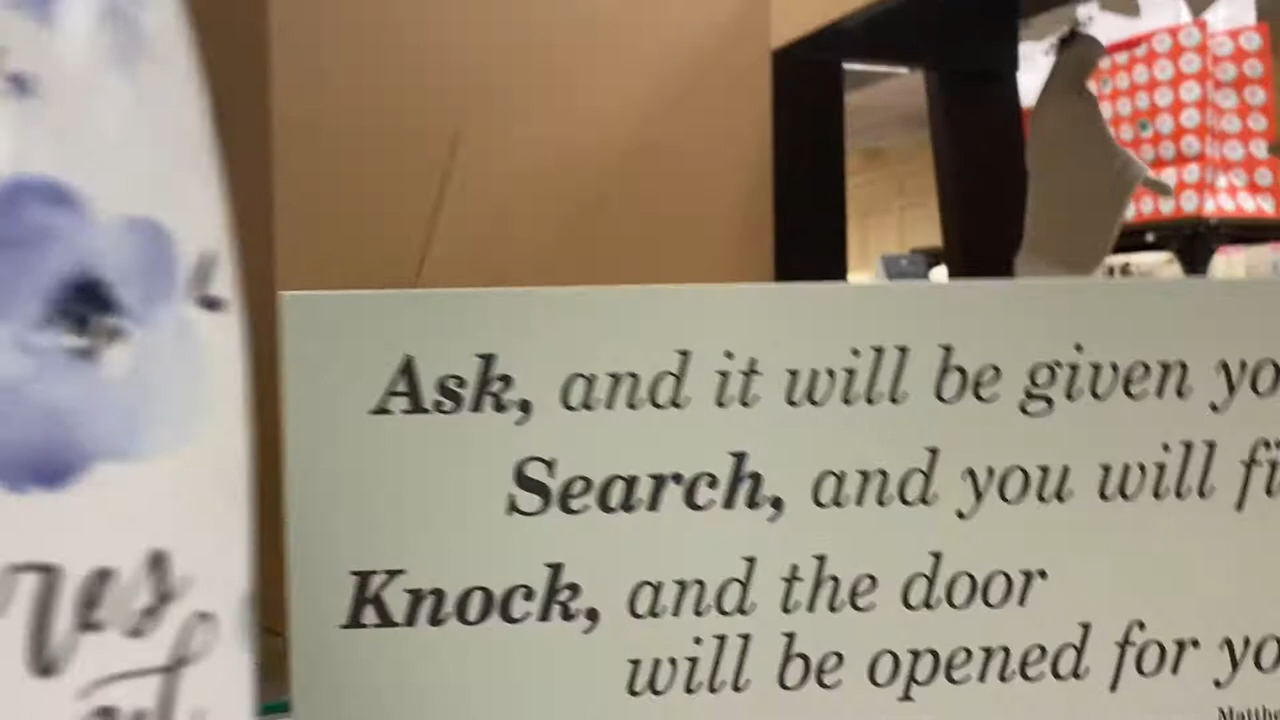 Ask, and it will be given yo
Search, and you will fi
Knock, and the door
will be opened for yo
Matthe